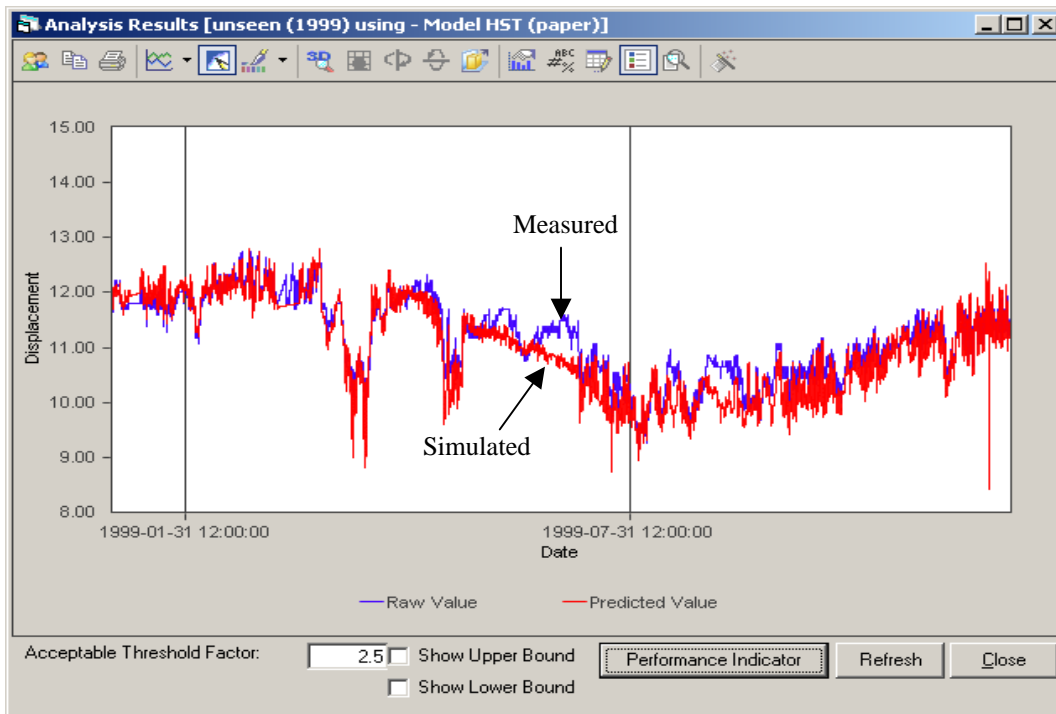 Analysis Results [unseen (1999) using - Model HST (paper)]
3D
ABC
#%
15.00
14.00
13.00
12.00
11.00
10.00
9.00
8.00
Displacement
Measured
Simulated
1999-01-31 12:00:00
1999-07-31 12:00:00
Date
Raw Value
Predicted Value
Acceptable Threshold Factor:
2.5
Show Upper Bound
Show Lower Bound
Performance Indicator
Refresh
Close